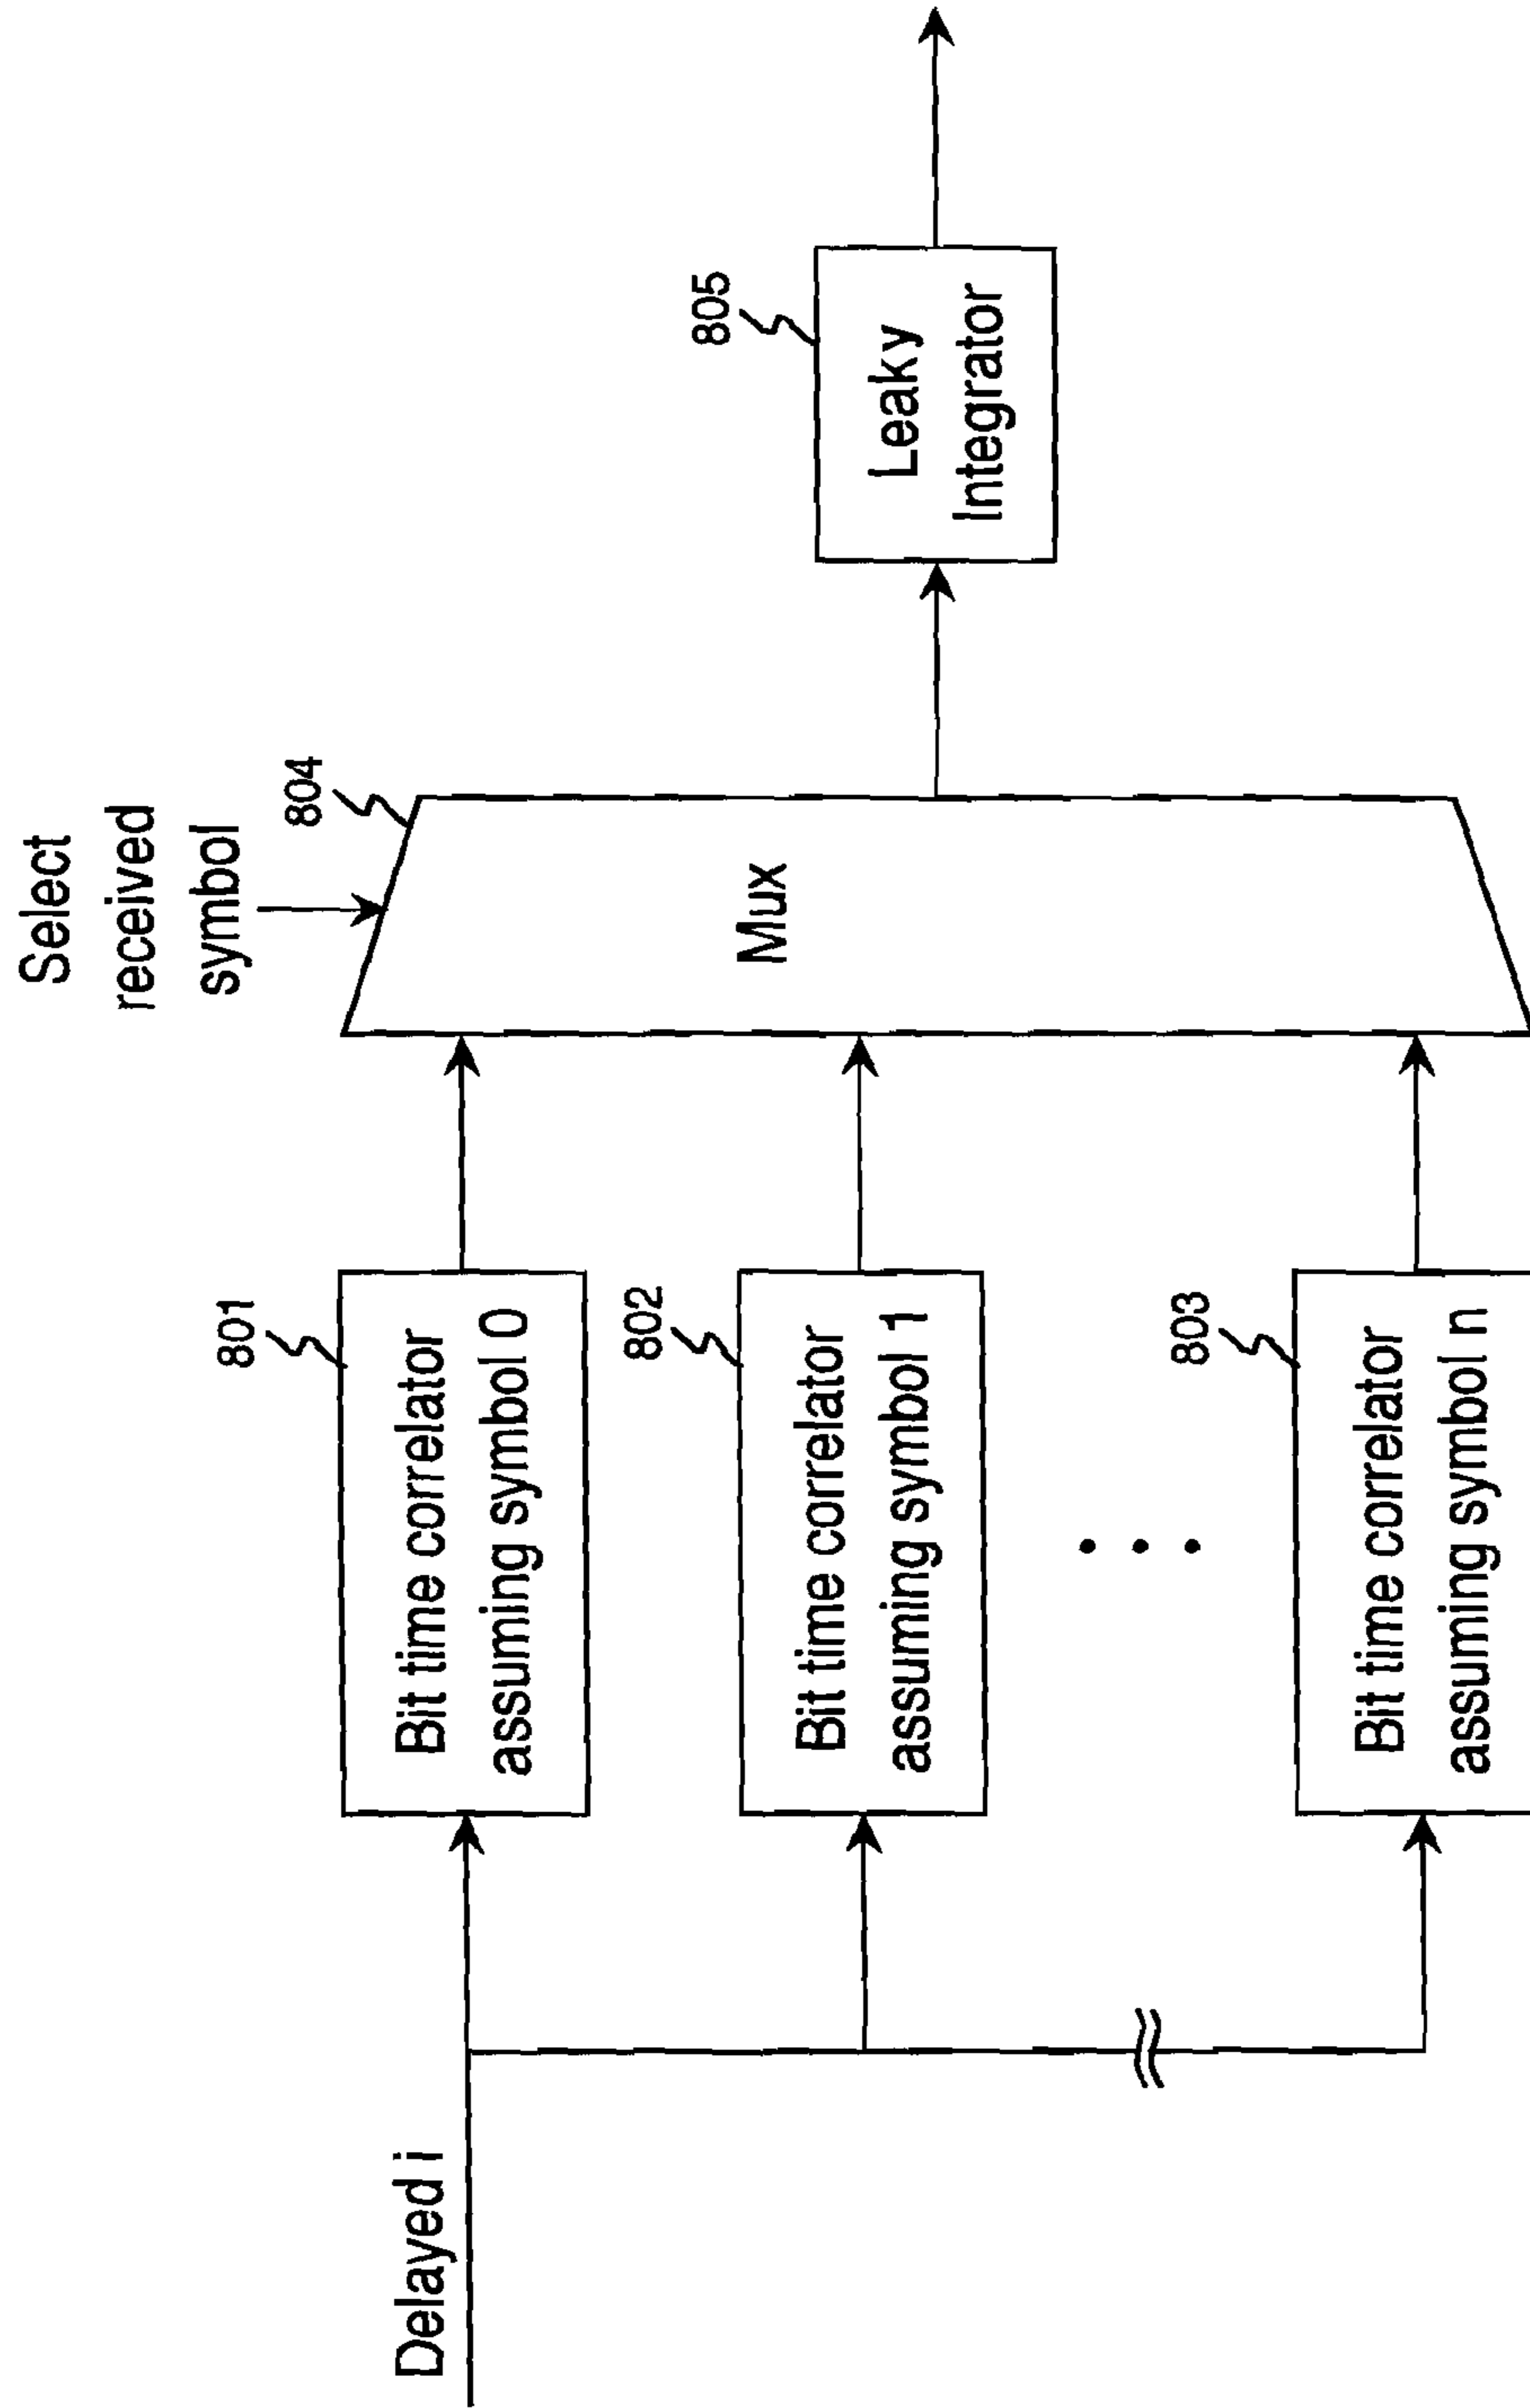 Delayed i
801
Bit time correlator
assuming symbol 0
802
Bit time correlator
assuming symbol 1
803
Bit time correlator
assuming symbol n
Select
received
symbol
804
Mux
805
Leaky
Integrator